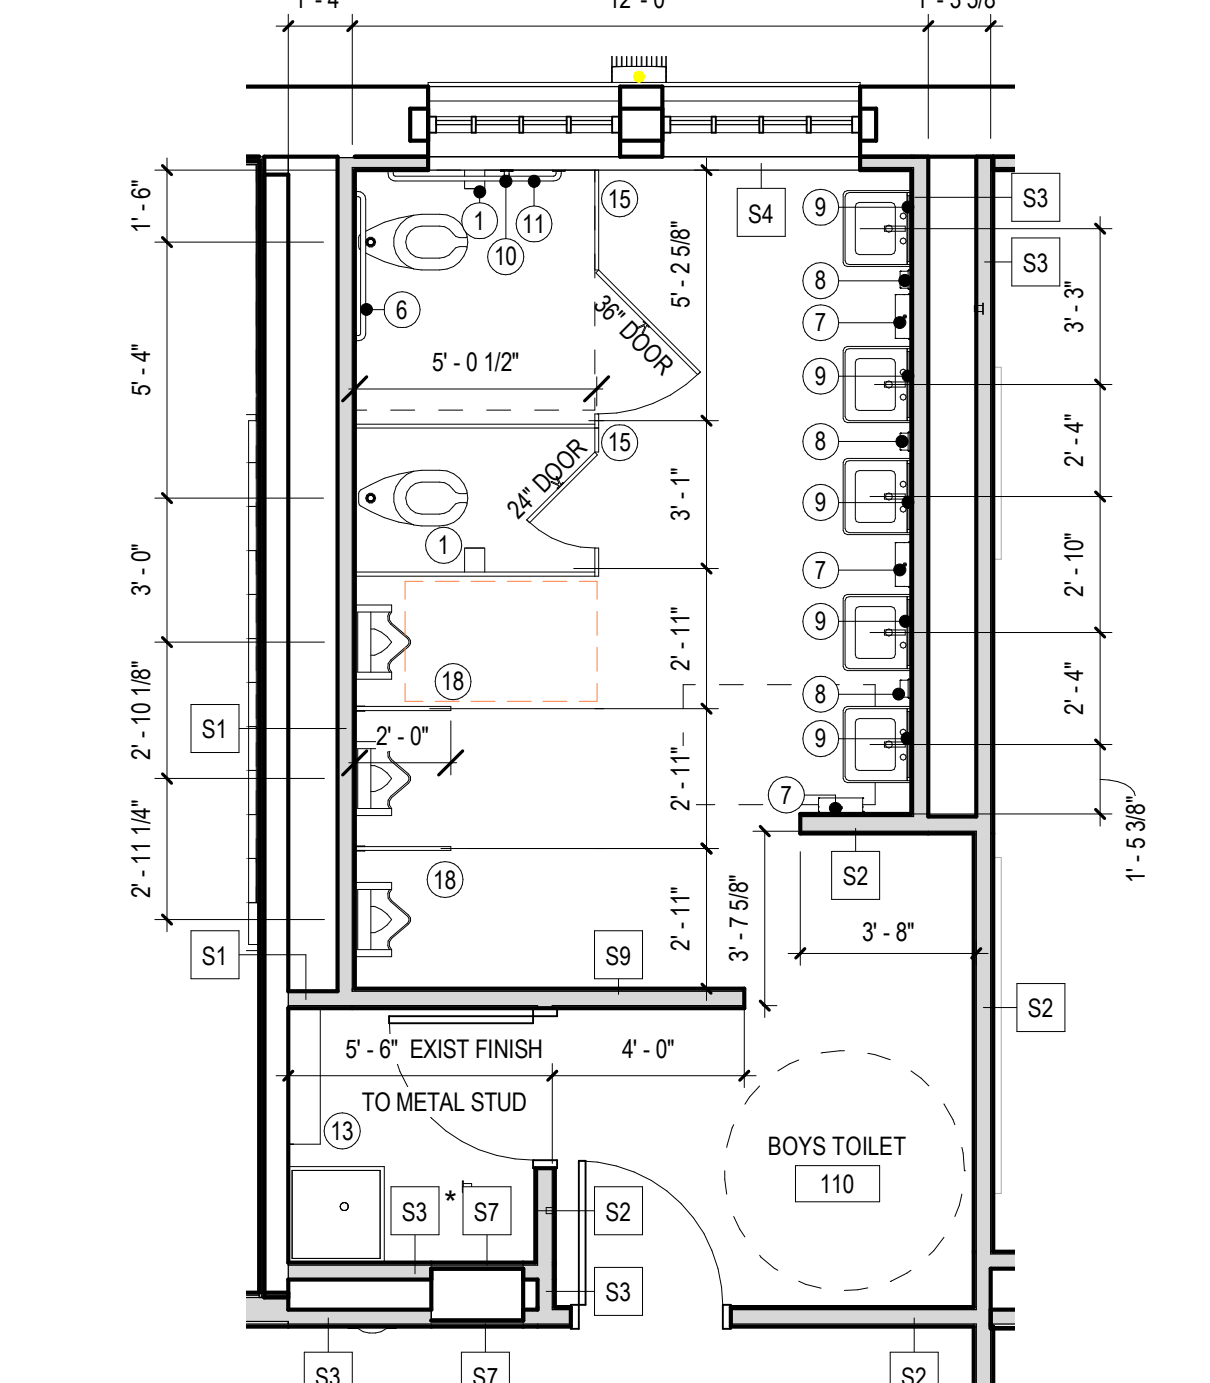 1' - 4"
12' - 0"
1' - 3 5/8"
1' - 6"
5' - 4"
3' - 0"
2' - 10 1/8"
2' - 11 1/4"
S1
S1
1
10
11
15
S4
9
S3
S3
6
36" DOOR
5' - 2 5/8"
8
7
3' - 3"
5' - 0 1/2"
9
15
24" DOOR
3' - 1"
8
2' - 4"
9
1
7
2' - 10"
9
18
2' - 11"
8
2' - 4"
2' - 0"
9
2' - 11"
7
1' - 5 3/8"
S2
18
2' - 11"
3' - 7 5/8"
3' - 8"
S9
S2
5' - 6" EXIST FINISH
TO METAL STUD
4' - 0"
13
BOYS TOILET
110
S3
*
S7
S2
S3
S3
S7
S2